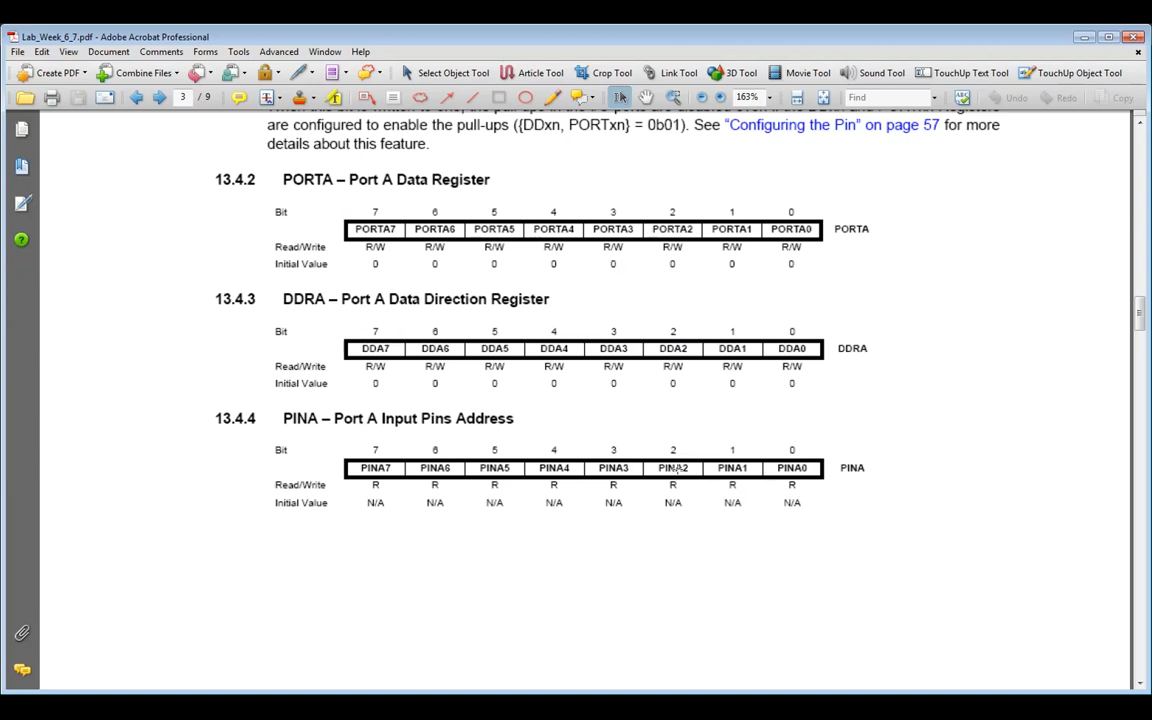 Lab_Week_6_7.pdf - Adobe Acrobat Professional
File Edit View Document Comments Forms Tools Advanced Window Help
Create PDF Combine Files Select Object Tool Article Tool Crop Tool Link Tool 3D Tool Movie Tool Sound Tool TouchUp Text Tool TouchUp Object Tool
3 / 9 163% Find Undo Redo Copy
are configured to enable the pull-ups ({DDxn, PORTxn} = 0b01). See “Configuring the Pin” on page 57 for more
details about this feature.
13.4.2 PORTA – Port A Data Register
Bit 7 6 5 4 3 2 1 0
PORTA7 PORTA6 PORTA5 PORTA4 PORTA3 PORTA2 PORTA1 PORTA0 PORTA
Read/Write R/W R/W R/W R/W R/W R/W R/W R/W
Initial Value 0 0 0 0 0 0 0 0
13.4.3 DDRA – Port A Data Direction Register
Bit 7 6 5 4 3 2 1 0
DDA7 DDA6 DDA5 DDA4 DDA3 DDA2 DDA1 DDA0 DDRA
Read/Write R/W R/W R/W R/W R/W R/W R/W R/W
Initial Value 0 0 0 0 0 0 0 0
13.4.4 PINA – Port A Input Pins Address
Bit 7 6 5 4 3 2 1 0
PINA7 PINA6 PINA5 PINA4 PINA3 PINA2 PINA1 PINA0 PINA
Read/Write R R R R R R R R
Initial Value N/A N/A N/A N/A N/A N/A N/A N/A